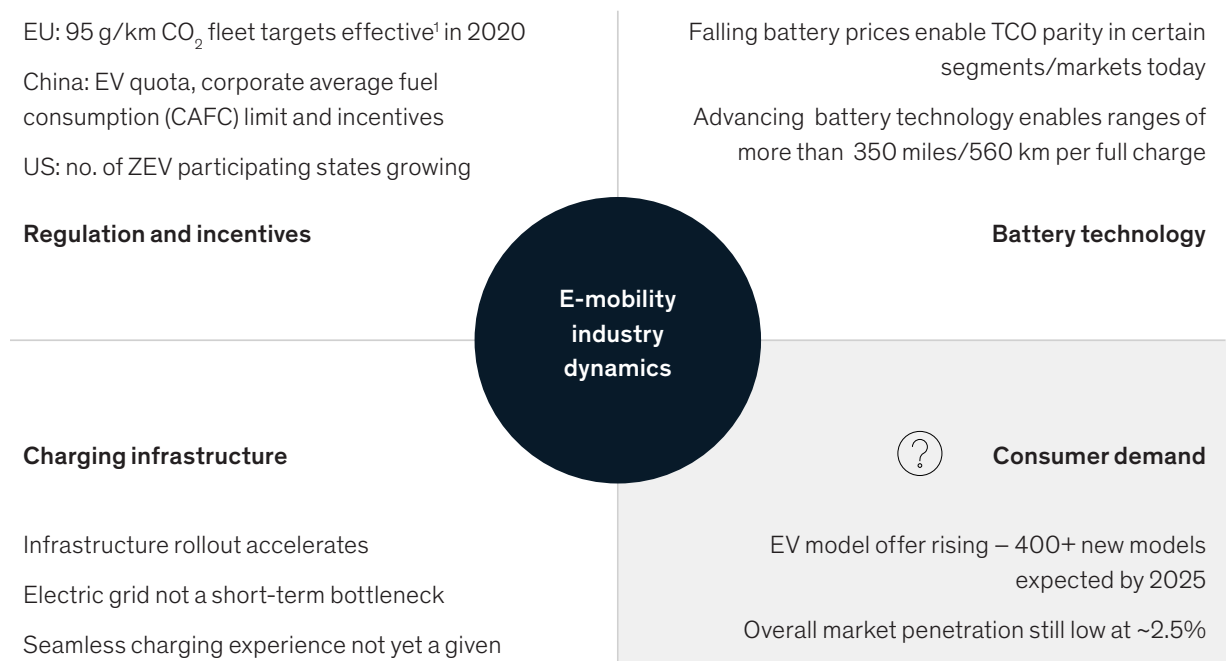 EU: 95 g/km CO₂ fleet targets effective¹ in 2020
China: EV quota, corporate average fuel
consumption (CAFC) limit and incentives
US: no. of ZEV participating states growing
Regulation and incentives
Falling battery prices enable TCO parity in certain
segments/markets today
Advancing battery technology enables ranges of
more than 350 miles/560 km per full charge
Battery technology
E-mobility
industry
dynamics
Charging infrastructure
Infrastructure rollout accelerates
Electric grid not a short-term bottleneck
Seamless charging experience not yet a given
?
Consumer demand
EV model offer rising – 400+ new models
expected by 2025
Overall market penetration still low at ~2.5%